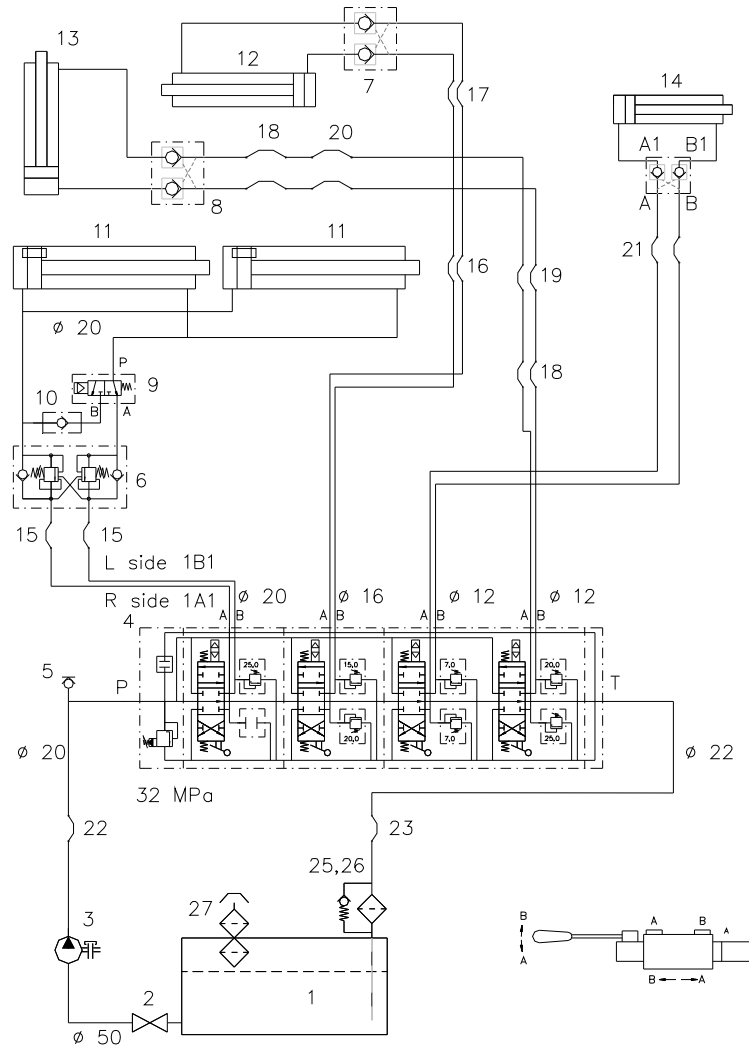 13
12
7
17
14
18
20
A1 B1
8
A B
11
11
21
16
19
ø 20
P
9
18
10
B A
6
15
15
L side 1B1
R side 1A1
ø 20
ø 16
ø 12
ø 12
4
A B
A B
A B
A B
5
P
25,0
15,0
7,0
20,0
T
20,0
7,0
25,0
ø 20
ø 22
32 MPa
22
23
25,26
27
3
B
A
B
A
A
1
2
B A
ø 50